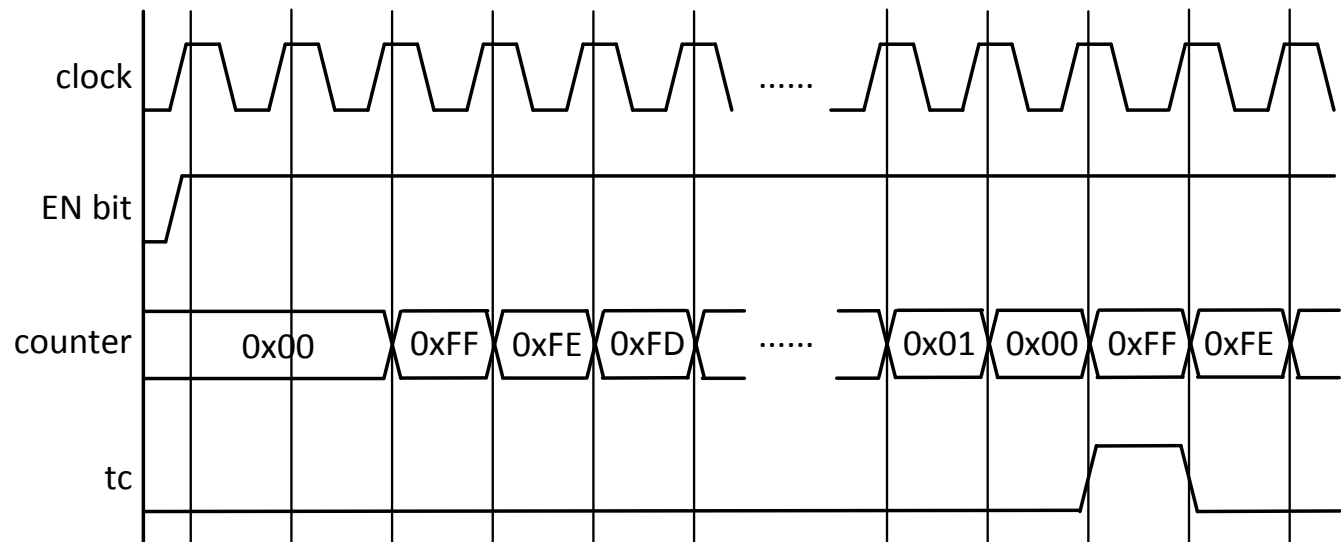 clock ......
EN bit
counter 0x00 0xFF 0xFE 0xFD ...... 0x01 0x00 0xFF 0xFE
tc